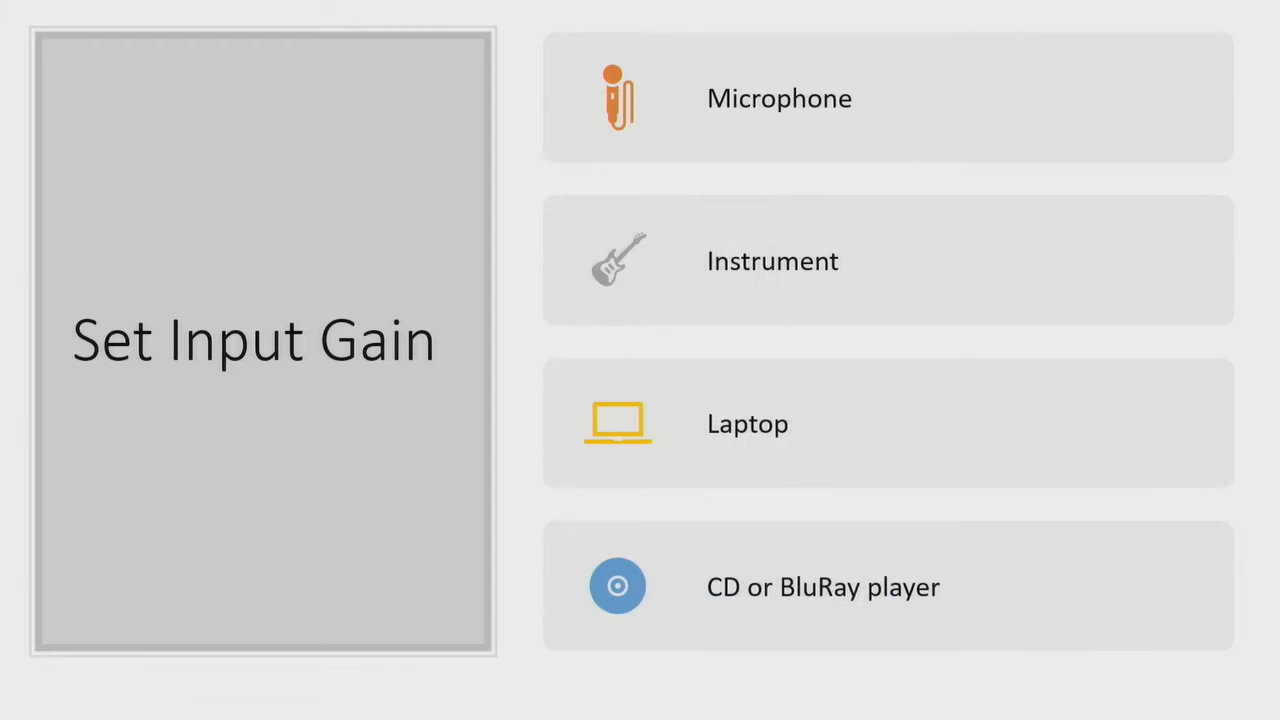 Set Input Gain
Microphone
Instrument
Laptop
CD or BluRay player